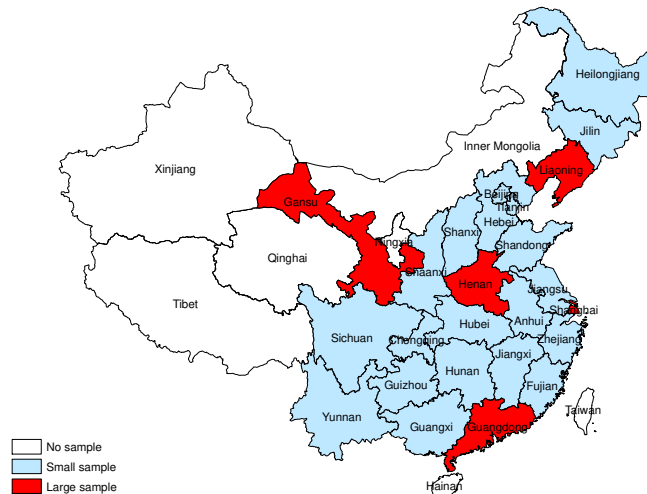 Heilongjiang
Jilin
Inner Mongolia
Liaoning
Xinjiang
Gansu
Beijing
Tianjin
Hebei
Shanxi
Ningxia
Shandong
Qinghai
Shaanxi
Henan
Jiangsu
Tibet
Shanghai
Hubei
Anhui
Sichuan
Chongqing
Zhejiang
Jiangxi
Hunan
Guizhou
Fujian
Yunnan
Guangxi
Guangdong
Taiwan
Hainan
No sample
Small sample
Large sample